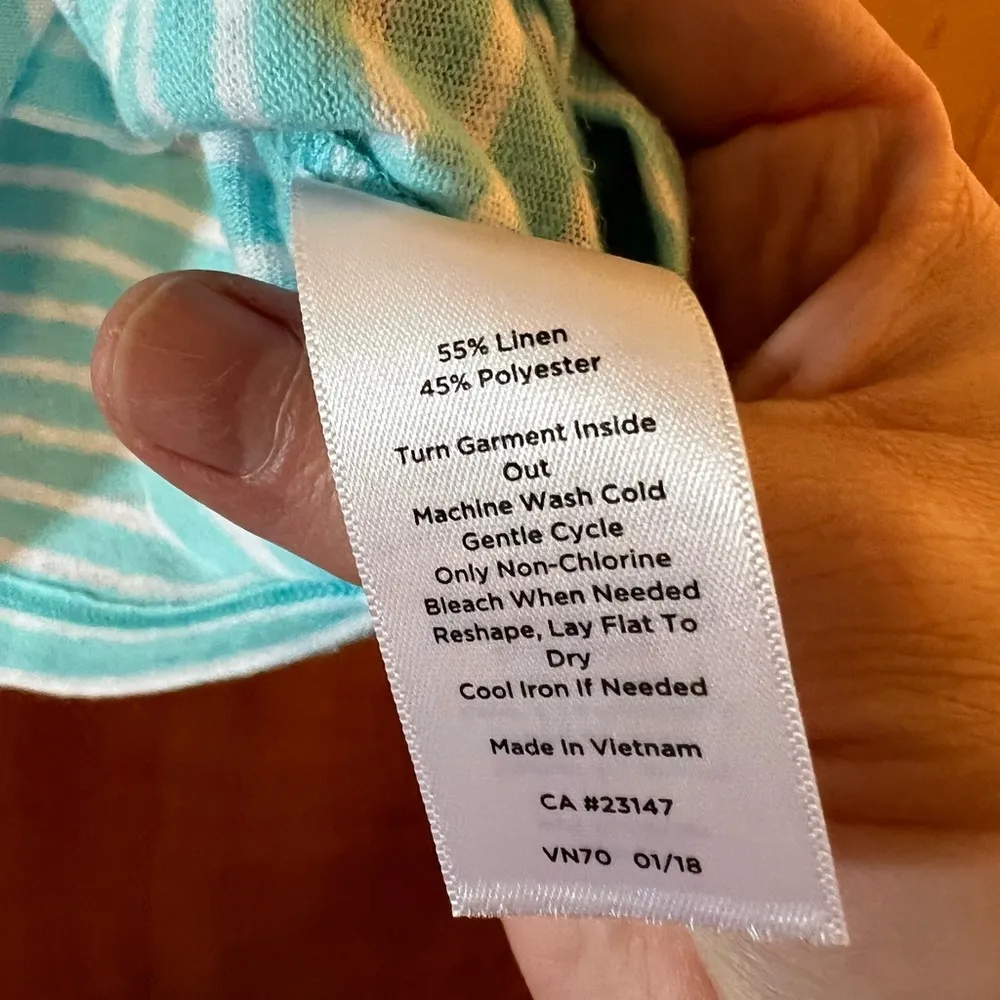 55% Linen
45% Polyester
Turn Garment Inside
Out
Machine Wash Cold
Gentle Cycle
Only Non-Chlorine
Bleach When Needed
Reshape, Lay Flat To
Dry
Cool Iron If Needed
Made In Vietnam
CA #23147
VN70 01/18